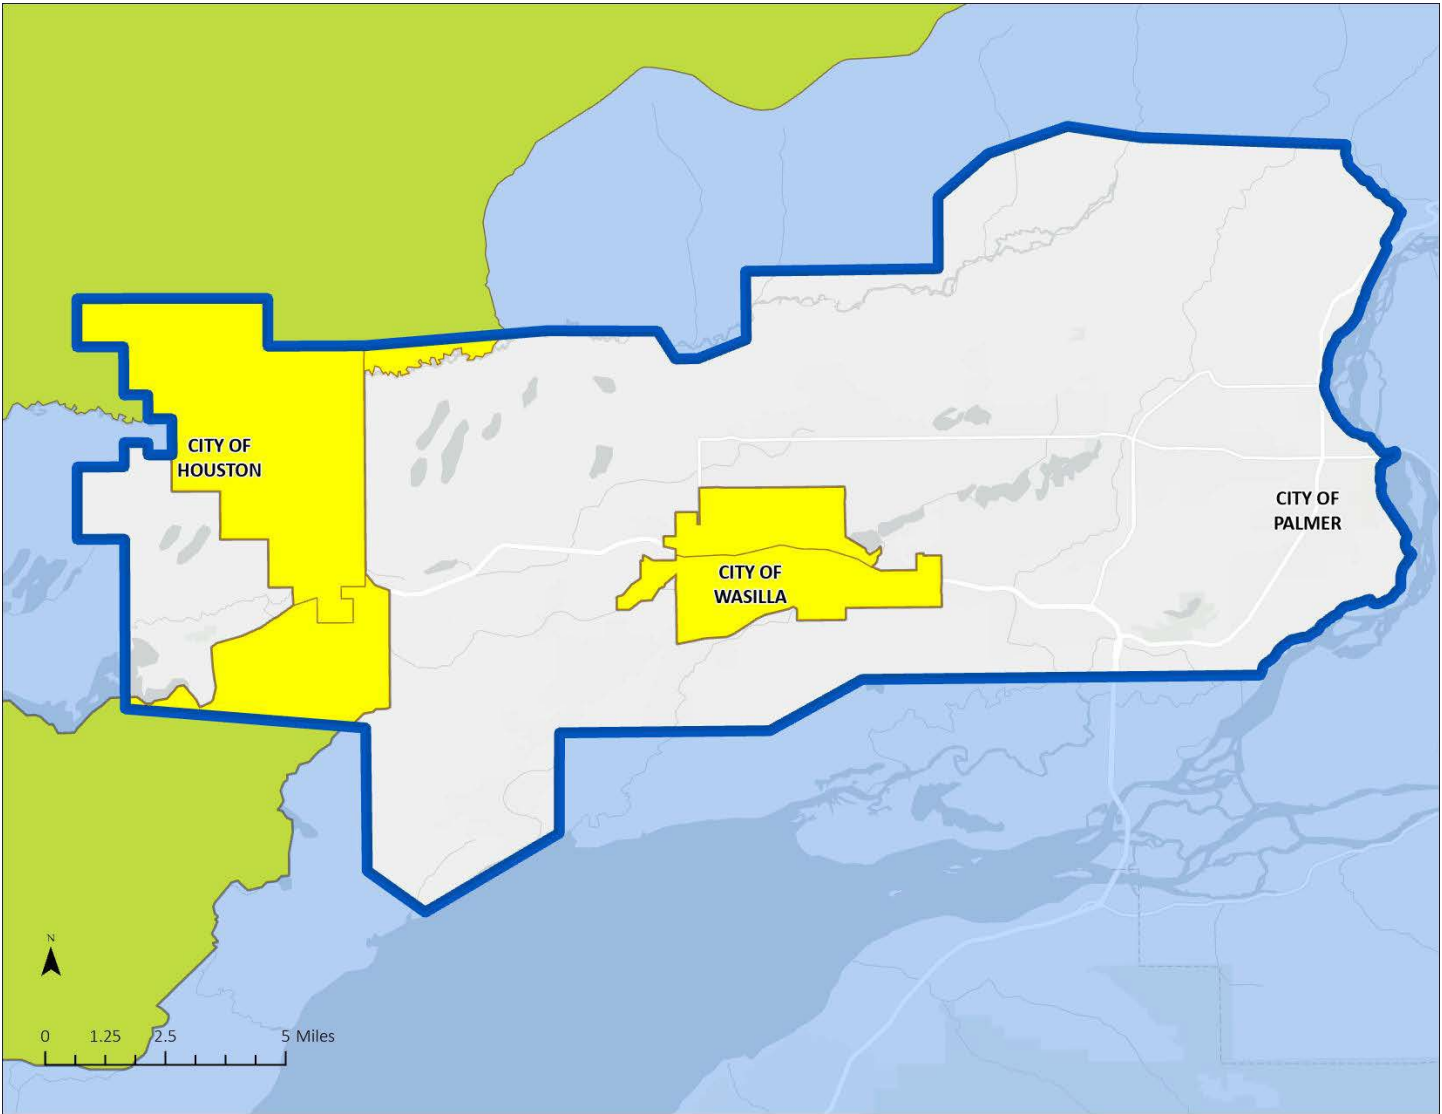 CITY OF
HOUSTON
CITY OF
PALMER
CITY OF
WASILLA
N
0 1.25 2.5 5 Miles